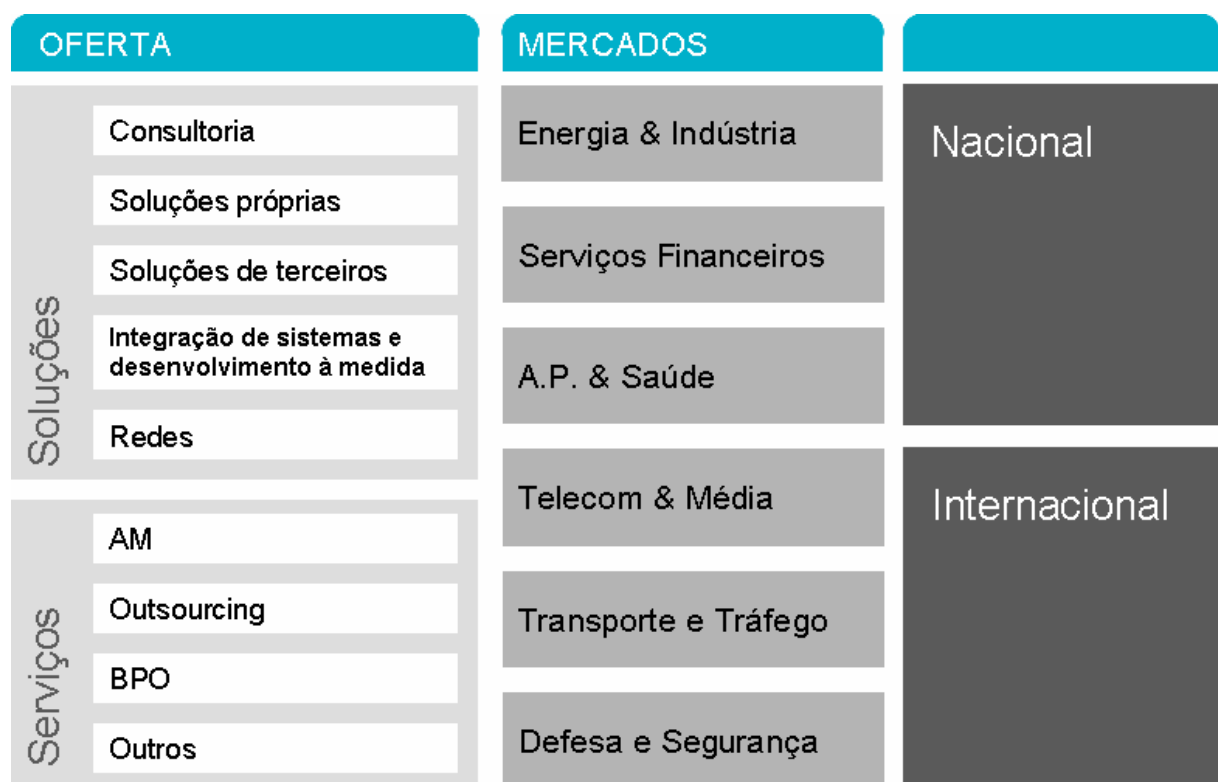 OFERTA
Soluções
Consultoria
Soluções próprias
Soluções de terceiros
Integração de sistemas e
desenvolvimento à medida
Redes
Serviços
AM
Outsourcing
BPO
Outros
MERCADOS
Energia & Indústria
Serviços Financeiros
A.P. & Saúde
Telecom & Média
Transporte e Tráfego
Defesa e Segurança
Nacional
Internacional